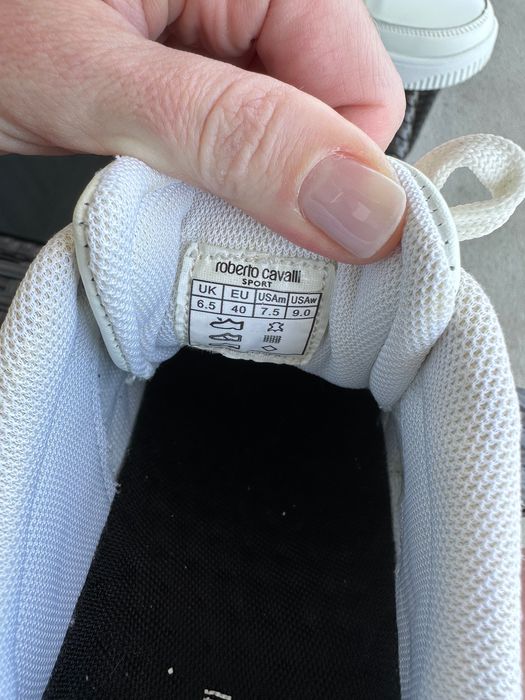 roberto cavalli
SPORT
UK EU USAm USAw
6.5 40 7.5 9.0